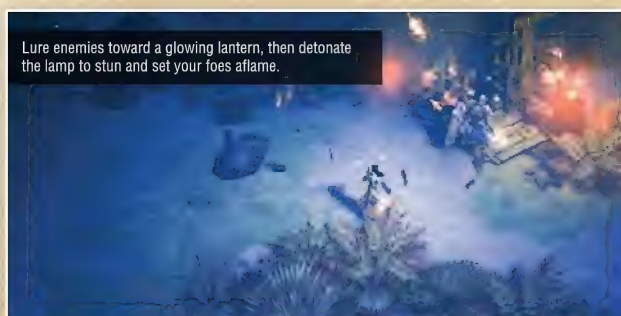 Lure enemies toward a glowing lantern, then detonate
the lamp to stun and set your foes aflame.